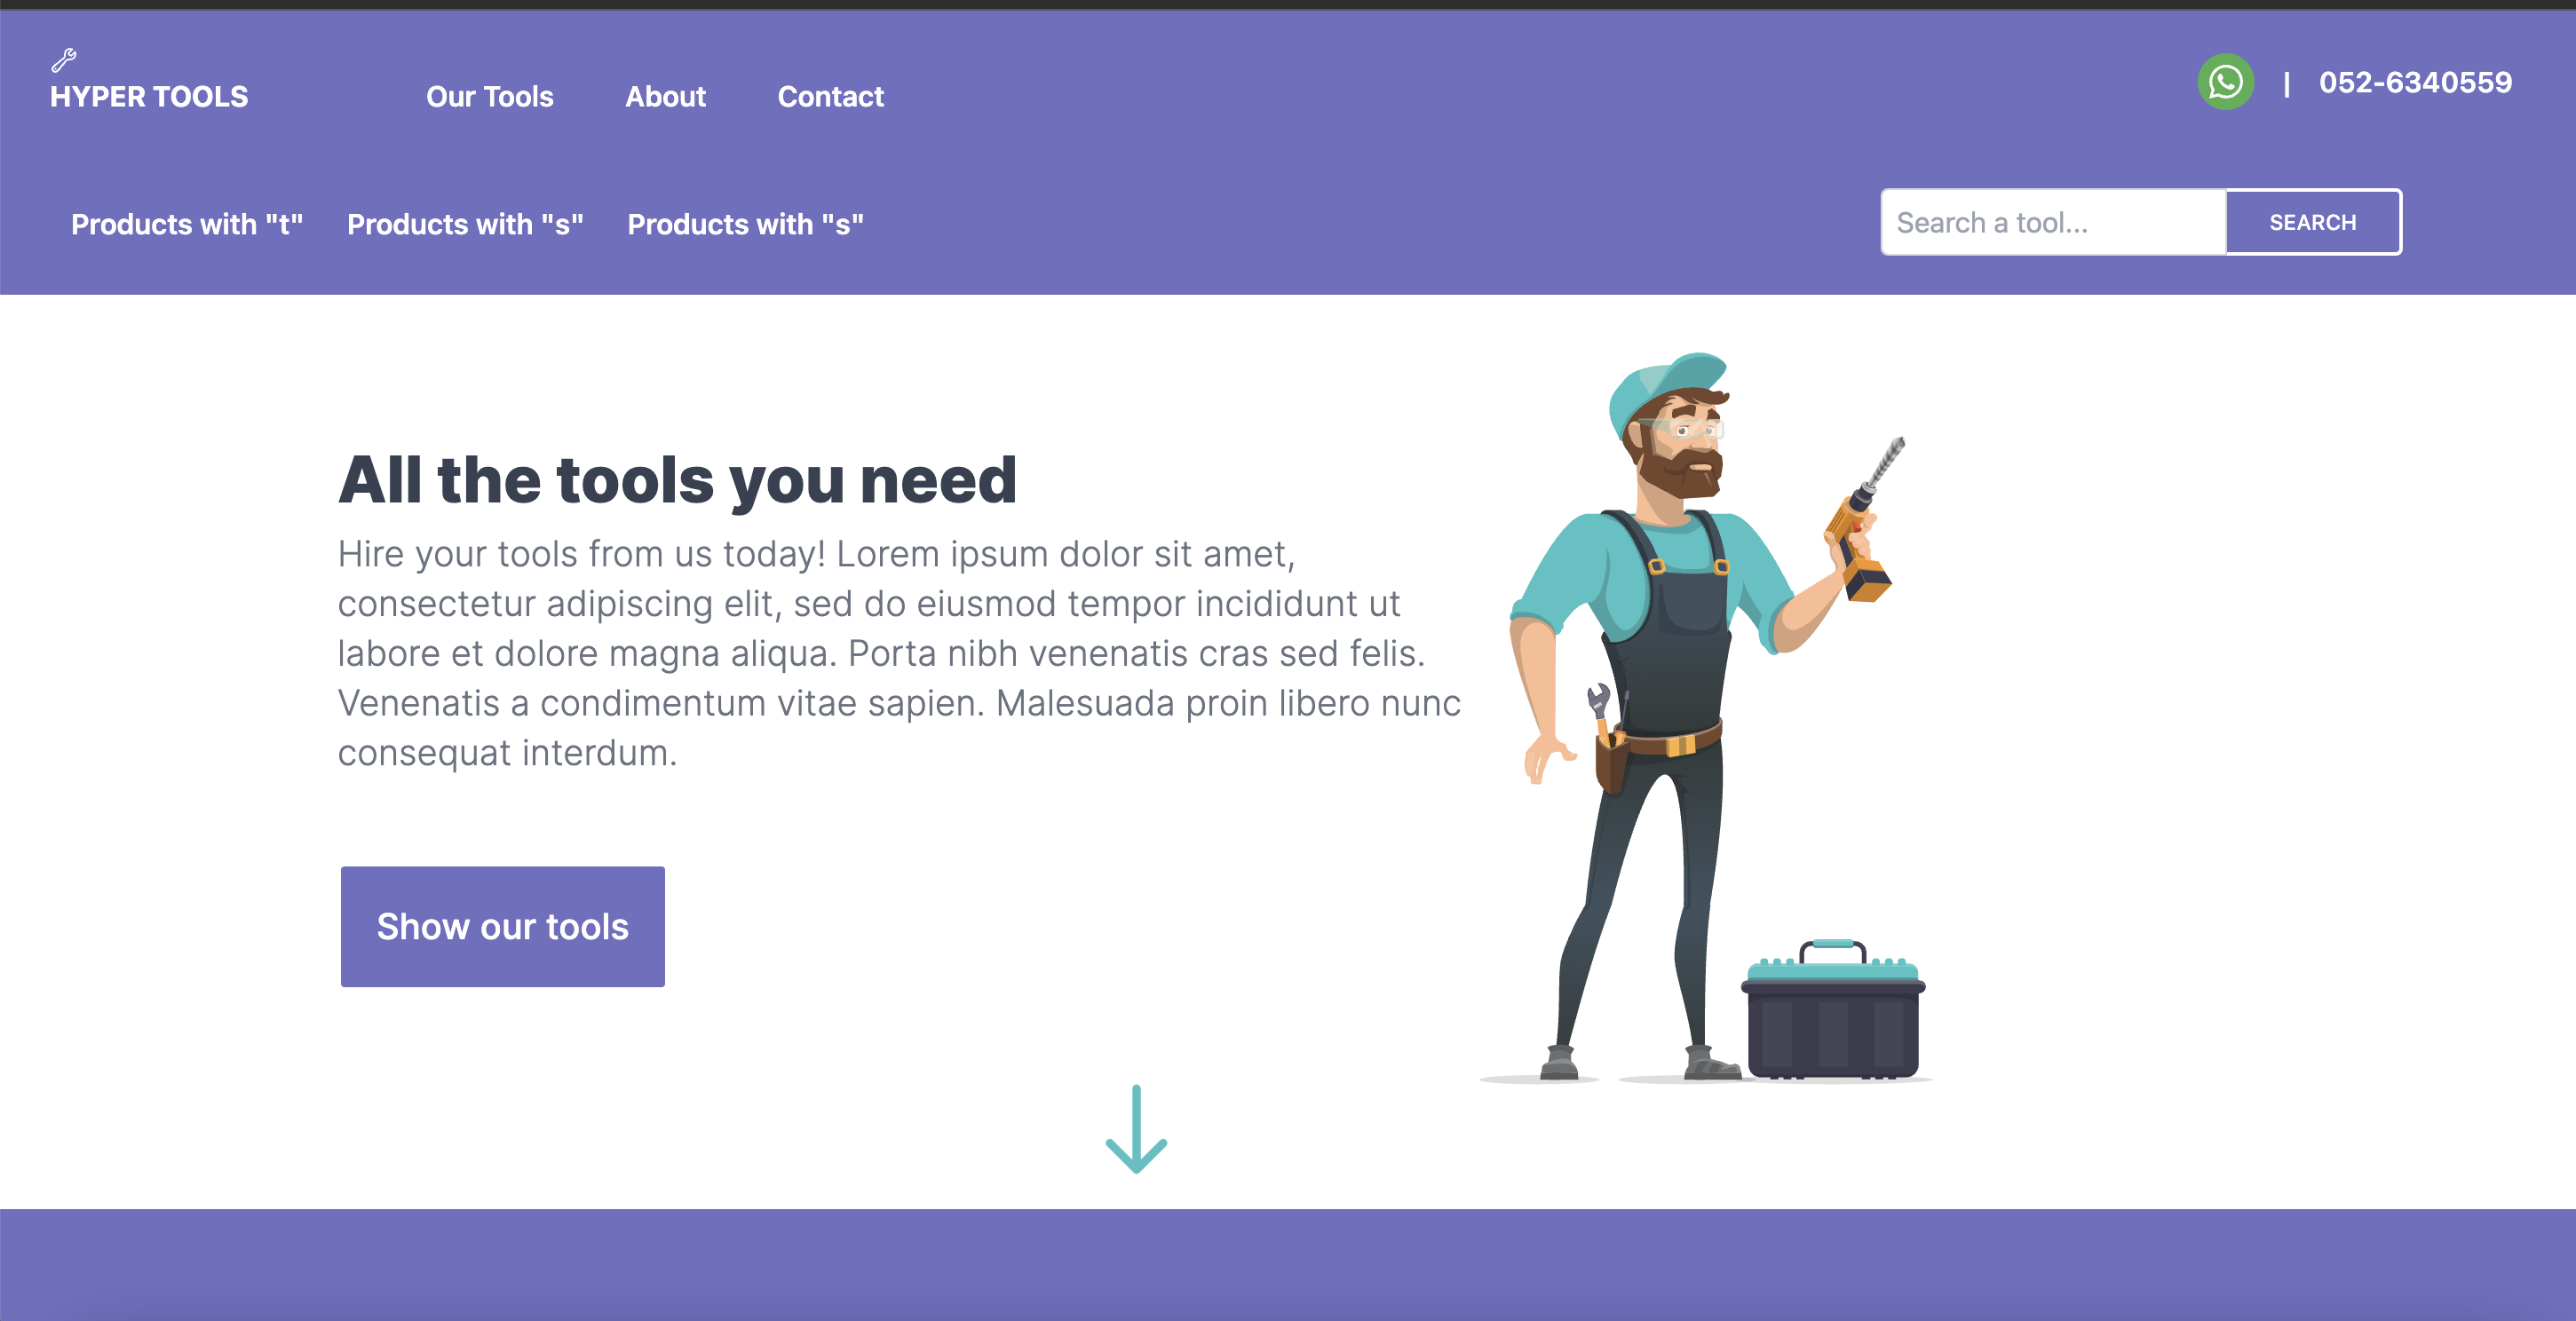 HYPER TOOLS
Our Tools
About
Contact
| 052-6340559
Products with "t"
Products with "s"
Products with "s"
Search a tool...
SEARCH
All the tools you need
Hire your tools from us today! Lorem ipsum dolor sit amet,
consectetur adipiscing elit, sed do eiusmod tempor incididunt ut
labore et dolore magna aliqua. Porta nibh venenatis cras sed felis.
Venenatis a condimentum vitae sapien. Malesuada proin libero nunc
consequat interdum.
Show our tools